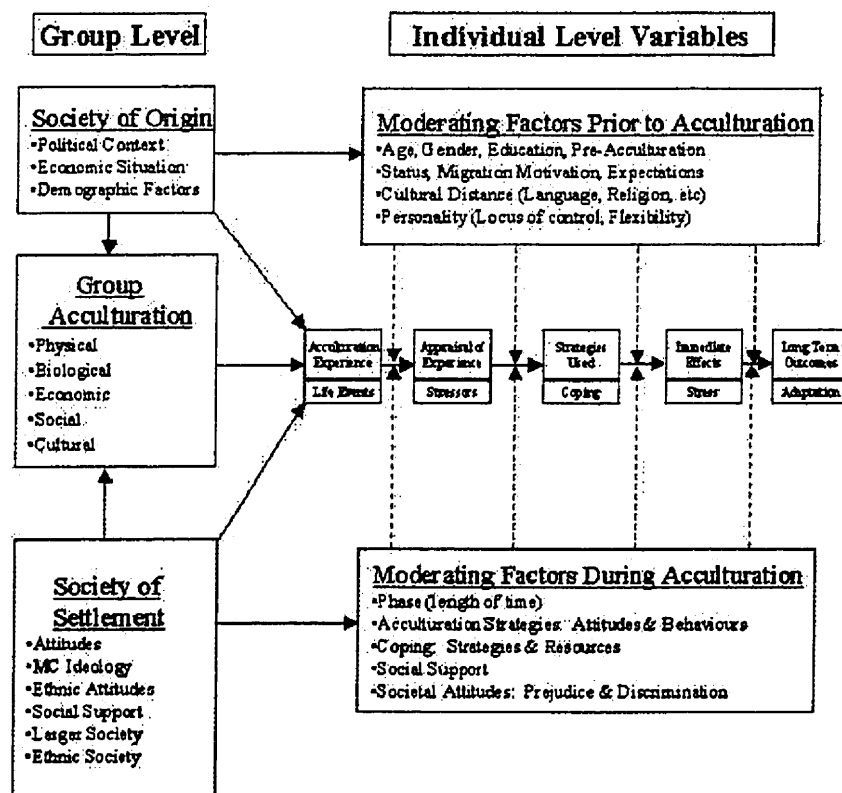 Group Level
Individual Level Variables
Society of Origin
•Political Context
•Economic Situation
•Demographic Factors
Moderating Factors Prior to Acculturation
•Age, Gender, Education, Pre-Acculturation
•Status, Migration Motivation, Expectations
•Cultural Distance (Language, Religion, etc)
•Personality (Locus of control, Flexibility)
Group
Acculturation
•Physical
•Biological
•Economic
•Social
•Cultural
Acculturation
Experience
Life Events
Appraisal of
Experience
Stressors
Strategies
Used
Coping
Immediate
Effects
Stress
Long Term
Outcomes
Adaptation
Society of
Settlement
•Attitudes
•MC Ideology
•Ethnic Attitudes
•Social Support
•Larger Society
•Ethnic Society
Moderating Factors During Acculturation
•Phase (length of time)
•Acculturation Strategies: Attitudes & Behaviours
•Coping: Strategies & Resources
•Social Support
•Societal Attitudes: Prejudice & Discrimination